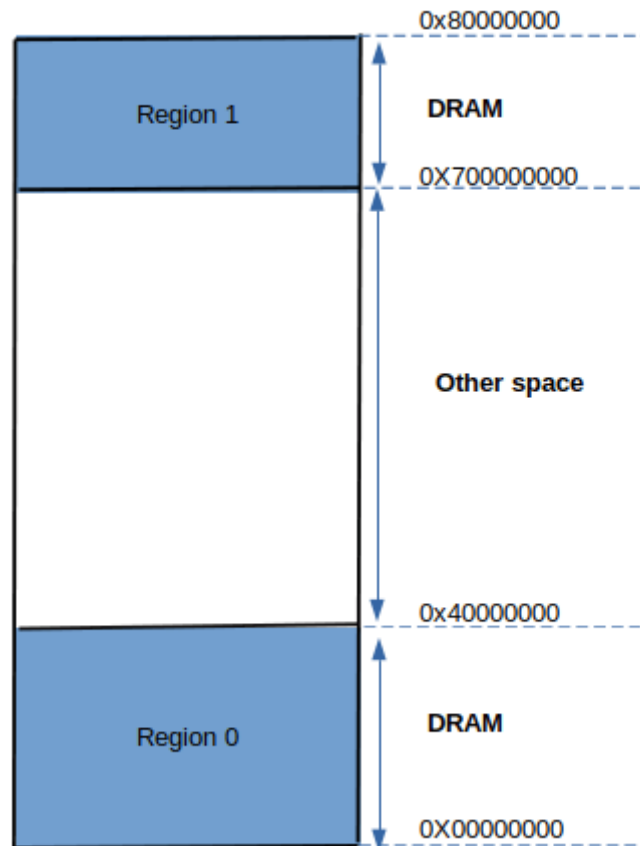 0x80000000
Region 1
DRAM
0X700000000
Other space
0x40000000
Region 0
DRAM
0X00000000